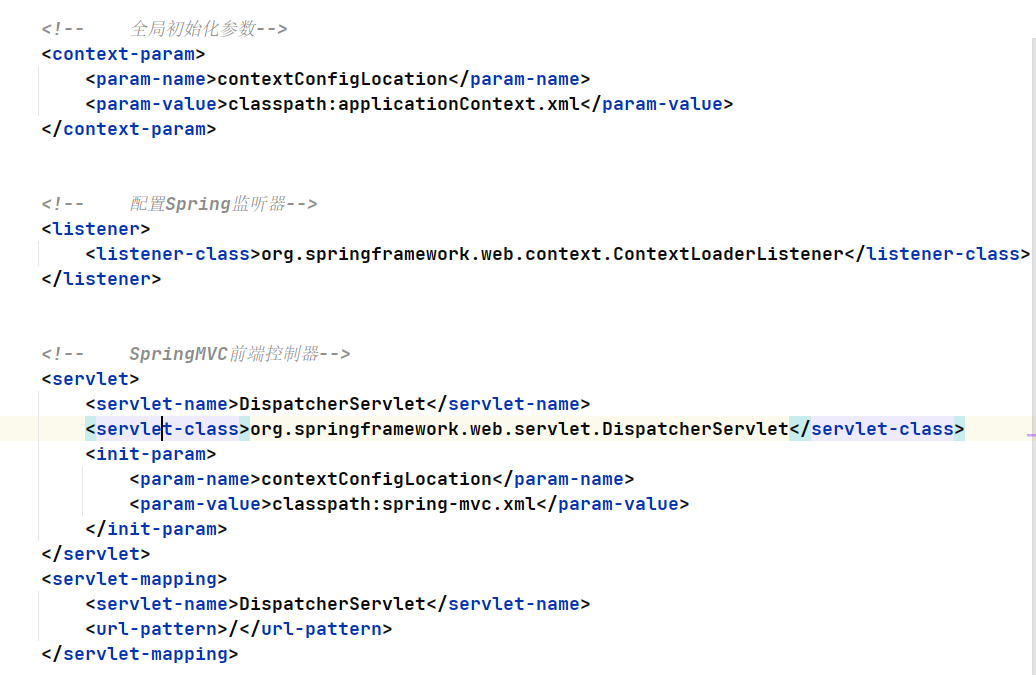 <!--    全局初始化参数-->
<context-param>
    <param-name>contextConfigLocation</param-name>
    <param-value>classpath:applicationContext.xml</param-value>
</context-param>
<!--    配置Spring监听器-->
<listener>
    <listener-class>org.springframework.web.context.ContextLoaderListener</listener-class>
</listener>
<!--    SpringMVC前端控制器-->
<servlet>
    <servlet-name>DispatcherServlet</servlet-name>
    <servlet-class>org.springframework.web.servlet.DispatcherServlet</servlet-class>
    <init-param>
        <param-name>contextConfigLocation</param-name>
        <param-value>classpath:spring-mvc.xml</param-value>
    </init-param>
</servlet>
<servlet-mapping>
    <servlet-name>DispatcherServlet</servlet-name>
    <url-pattern>/</url-pattern>
</servlet-mapping>